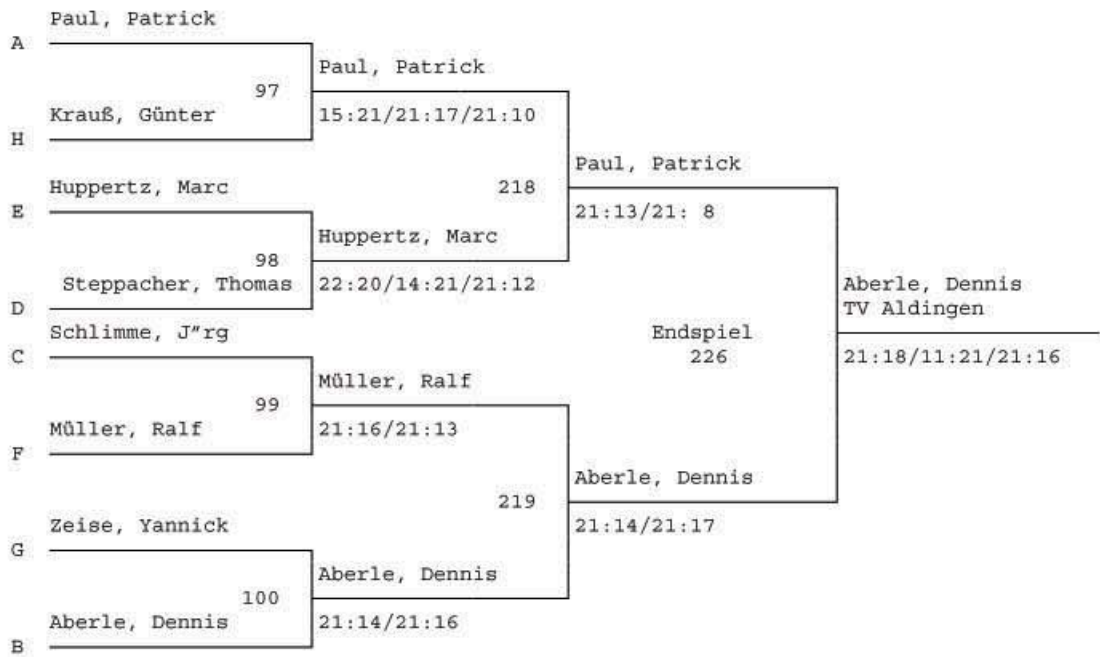 Paul, Patrick
A
Paul, Patrick
97
Krauß, Günter
15:21/21:17/21:10
H
Paul, Patrick
Huppertz, Marc
218
E
21:13/21: 8
Huppertz, Marc
98
Steppacher, Thomas
22:20/14:21/21:12
Aberle, Dennis
D
TV Aldingen
Schlimme, J"rg
Endspiel
C
226
21:18/11:21/21:16
Müller, Ralf
99
Müller, Ralf
21:16/21:13
F
Aberle, Dennis
219
Zeise, Yannick
21:14/21:17
G
Aberle, Dennis
100
Aberle, Dennis
21:14/21:16
B